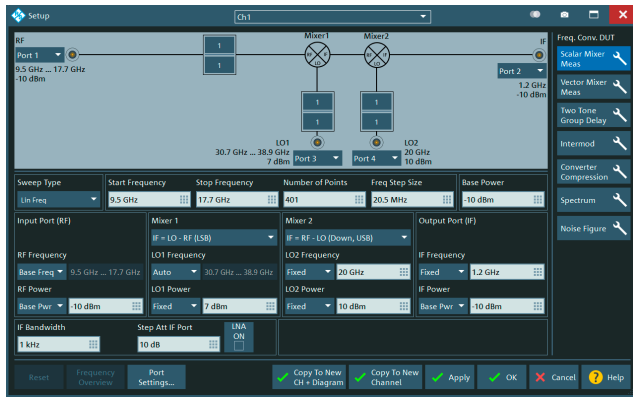 Setup
Ch1
RF
Port 1
9.5 GHz ... 17.7 GHz
-10 dBm
1
1
Mixer1
RF IF
LO
Mixer2
RF IF
LO
IF
Port 2
1.2 GHz
-10 dBm
1
1
1
1
LO1
30.7 GHz ... 38.9 GHz
7 dBm
Port 3
Port 4
LO2
20 GHz
10 dBm
Freq. Conv. DUT
Scalar Mixer
Meas
Vector Mixer
Meas
Two Tone
Group Delay
Intermod
Converter
Compression
Spectrum
Noise Figure
Sweep Type
Lin Freq
Start Frequency
9.5 GHz
Stop Frequency
17.7 GHz
Number of Points
401
Freq Step Size
20.5 MHz
Base Power
-10 dBm
Input Port (RF)
RF Frequency
Base Freq 9.5 GHz ... 17.7 GHz
RF Power
Base Pwr -10 dBm
Mixer 1
IF = LO - RF (LSB)
LO1 Frequency
Auto 30.7 GHz ... 38.9 GHz
LO1 Power
Fixed 7 dBm
Mixer 2
IF = RF - LO (Down, USB)
LO2 Frequency
Fixed 20 GHz
LO2 Power
Fixed 10 dBm
Output Port (IF)
IF Frequency
Fixed 1.2 GHz
IF Power
Base Pwr -10 dBm
IF Bandwidth
1 kHz
Step Att IF Port
10 dB
LNA
ON
Reset
Frequency
Overview
Port
Settings...
Copy To New
CH + Diagram
Copy To New
Channel
Apply
OK
Cancel
? Help